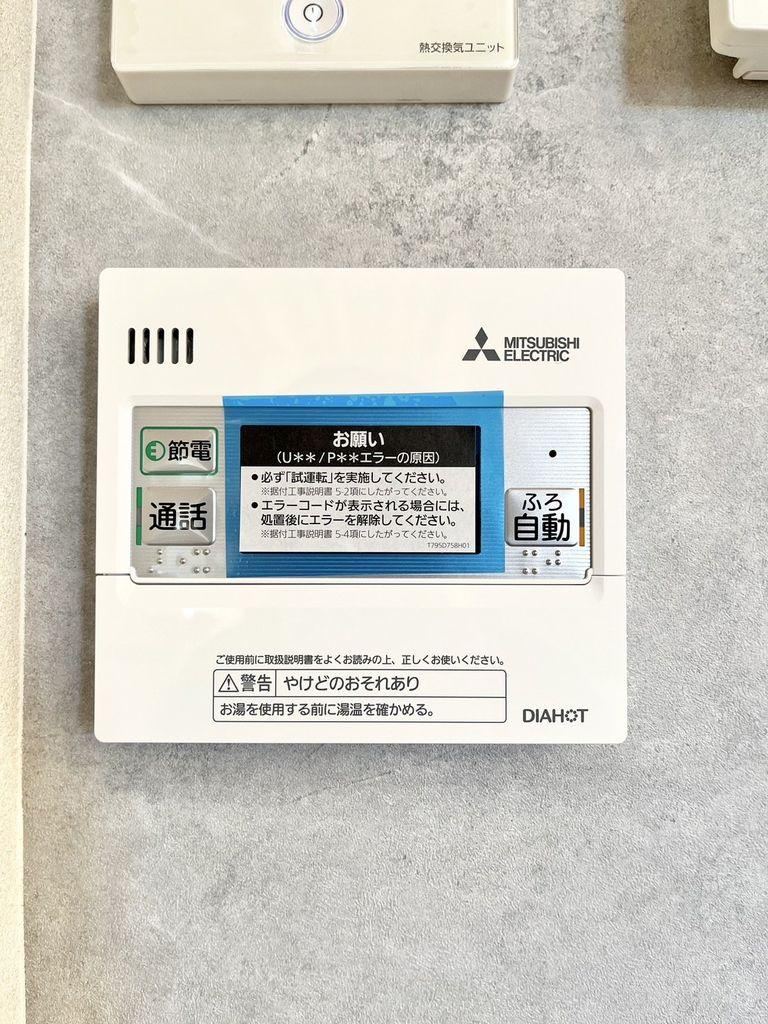 熱交換気ユニット
MITSUBISHI
ELECTRIC
節電
お願い
(U**/P**エラーの原因)
●必ず「試運転」を実施してください。
※据付工事説明書 5-2項にしたがってください。
●エラーコードが表示される場合には、
処置後にエラーを解除してください。
※据付工事説明書 5-4項にしたがってください。
T795D758H01
通話
ふろ
自動
ご使用前に取扱説明書をよくお読みの上、正しくお使いください。
⚠警告 やけどのおそれあり
お湯を使用する前に湯温を確かめる。
DIAHOT